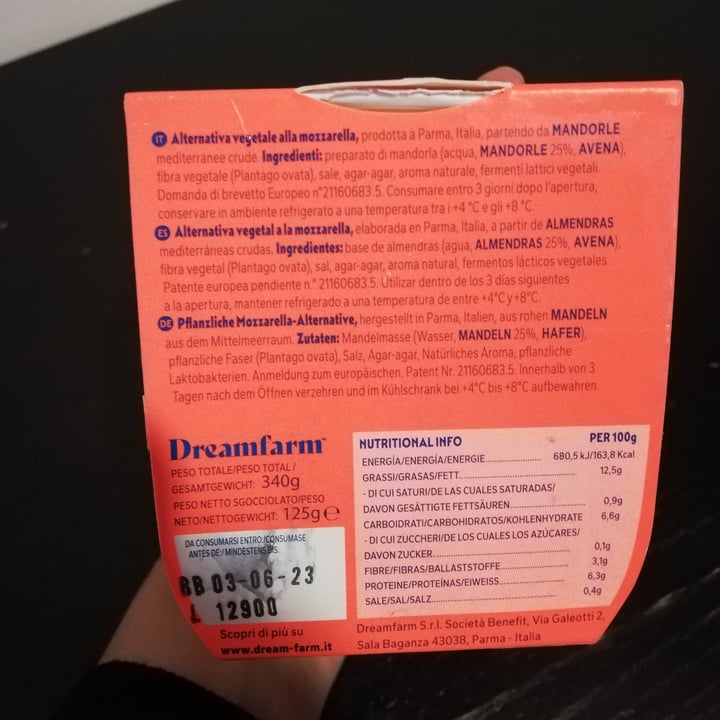 IT Alternativa vegetale alla mozzarella, prodotta a Parma, Italia, partendo da MANDORLE
mediterranee crude. Ingredienti: preparato di mandorla (acqua, MANDORLE 25%, AVENA),
fibra vegetale (Plantago ovata), sale, agar-agar, aroma naturale, fermenti lattici vegetali.
Domanda di brevetto Europeo n°21160683.5. Consumare entro 3 giorni dopo l'apertura,
conservare in ambiente refrigerato a una temperatura tra i +4 °C e gli +8 °C.
ES Alternativa vegetal a la mozzarella, elaborada en Parma, Italia, a partir de ALMENDRAS
mediterráneas crudas. Ingredientes: base de almendras (agua, ALMENDRAS 25%, AVENA),
fibra vegetal (Plantago ovata), sal, agar-agar, aroma natural, fermentos lácticos vegetales.
Patente europea pendiente n.° 21160683.5. Utilizar dentro de los 3 días siguientes
a la apertura, mantener refrigerado a una temperatura de entre +4°C y +8°C.
DE Pflanzliche Mozzarella-Alternative, hergestellt in Parma, Italien, aus rohen MANDELN
aus dem Mittelmeerraum. Zutaten: Mandelmasse (Wasser, MANDELN 25%, HAFER),
pflanzliche Faser (Plantago ovata), Salz, Agar-agar, Natürliches Aroma, pflanzliche
Laktobakterien. Anmeldung zum europäischen. Patent Nr. 21160683.5. Innerhalb von 3
Tagen nach dem Öffnen verzehren und im Kühlschrank bei +4°C bis +8°C aufbewahren.
Dreamfarm™
PESO TOTALE/PESO TOTAL /
GESAMTGEWICHT: 340g
PESO NETTO SGOCCIOLATO/PESO
NETO/NETTOGEWICHT: 125g e
DA CONSUMARSI ENTRO:/CONSUMASE
ANTES DE:/ MINDESTENS BIS:
BB 03-06-23
L 12900
Scopri di più su
www.dream-farm.it
NUTRITIONAL INFO PER 100g
ENERGÍA/ENERGÍA/ENERGIE 680,5 kJ/163,8 Kcal
GRASSI/GRASAS/FETT 12,5g
- DI CUI SATURI/DE LAS CUALES SATURADAS/
DAVON GESÄTTIGTE FETTSÄUREN 0,9g
CARBOIDRATI/CARBOHIDRATOS/KOHLENHYDRATE 6,6g
- DI CUI ZUCCHERI/DE LOS CUALES LOS AZÚCARES/
DAVON ZUCKER 0,1g
FIBRE/FIBRAS/BALLASTSTOFFE 3,1g
PROTEINE/PROTEÍNAS/EIWEISS 6,3g
SALE/SAL/SALZ 0,4g
Dreamfarm S.r.l. Società Benefit, Via Galeotti 2,
Sala Baganza 43038, Parma - Italia